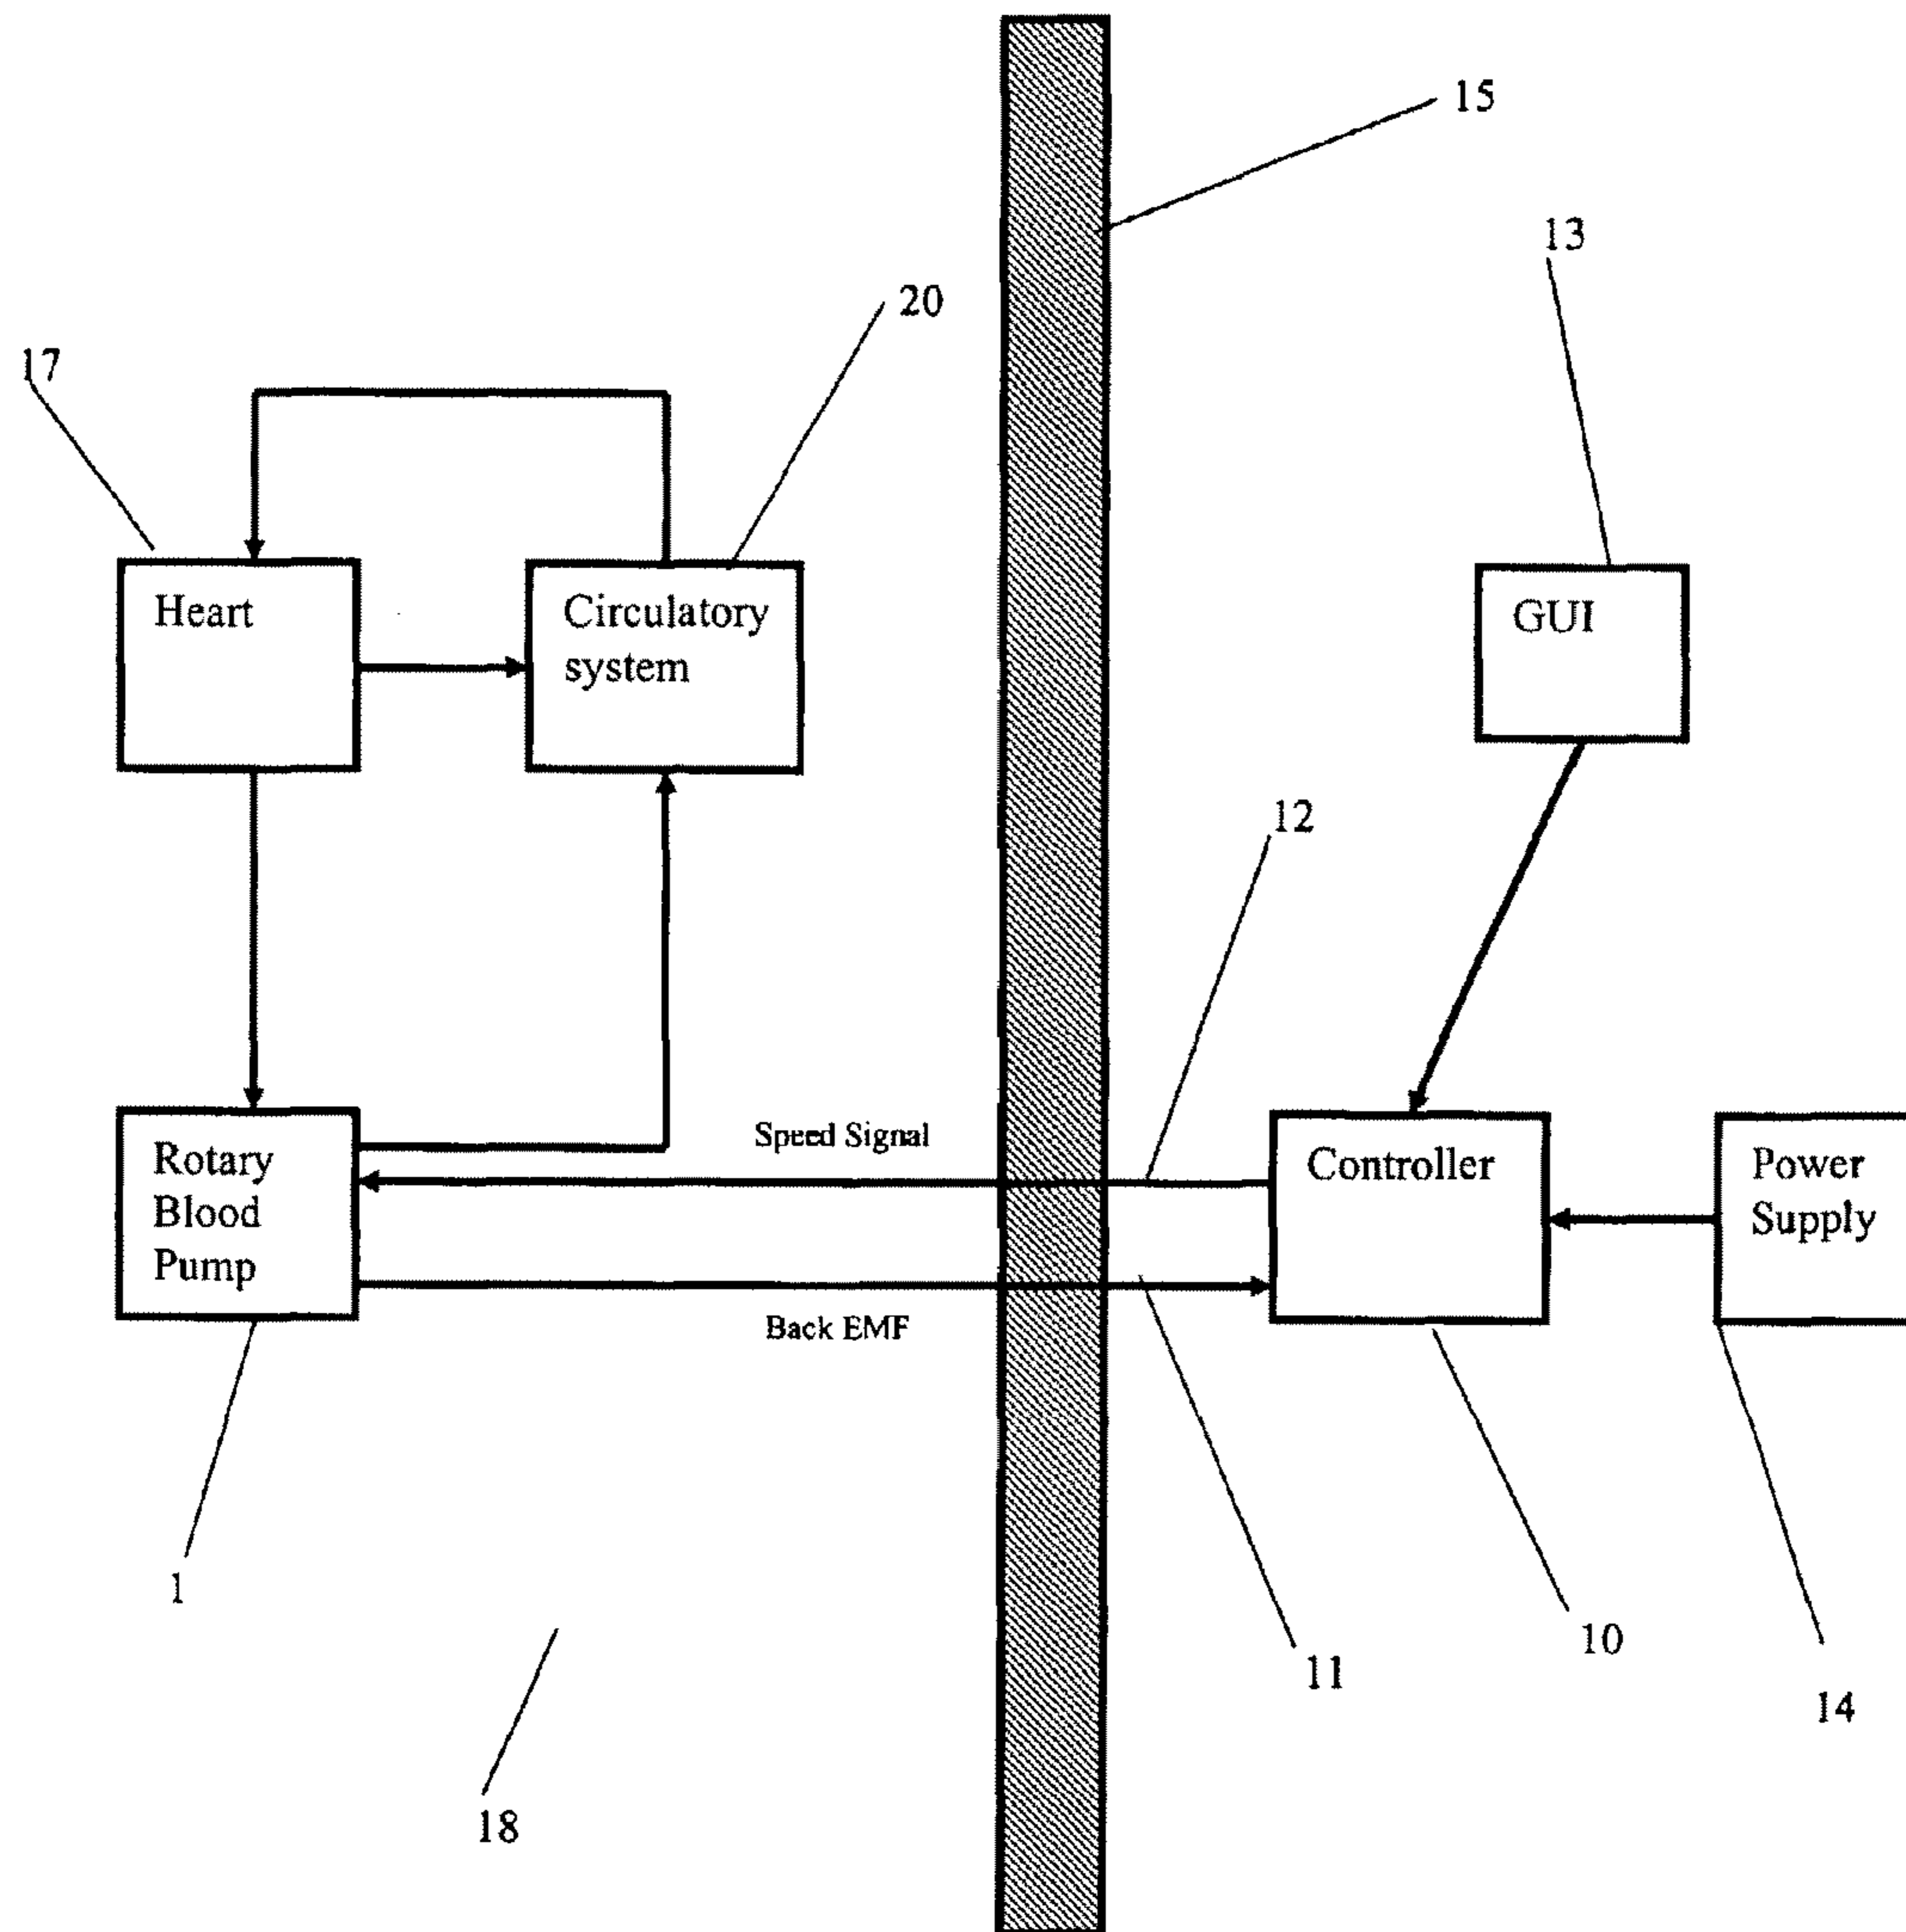 15
13
20
17
Heart
Circulatory
system
GUI
12
Speed Signal
Rotary
Blood
Pump
Controller
Power
Supply
Back EMF
1
10
11
14
18